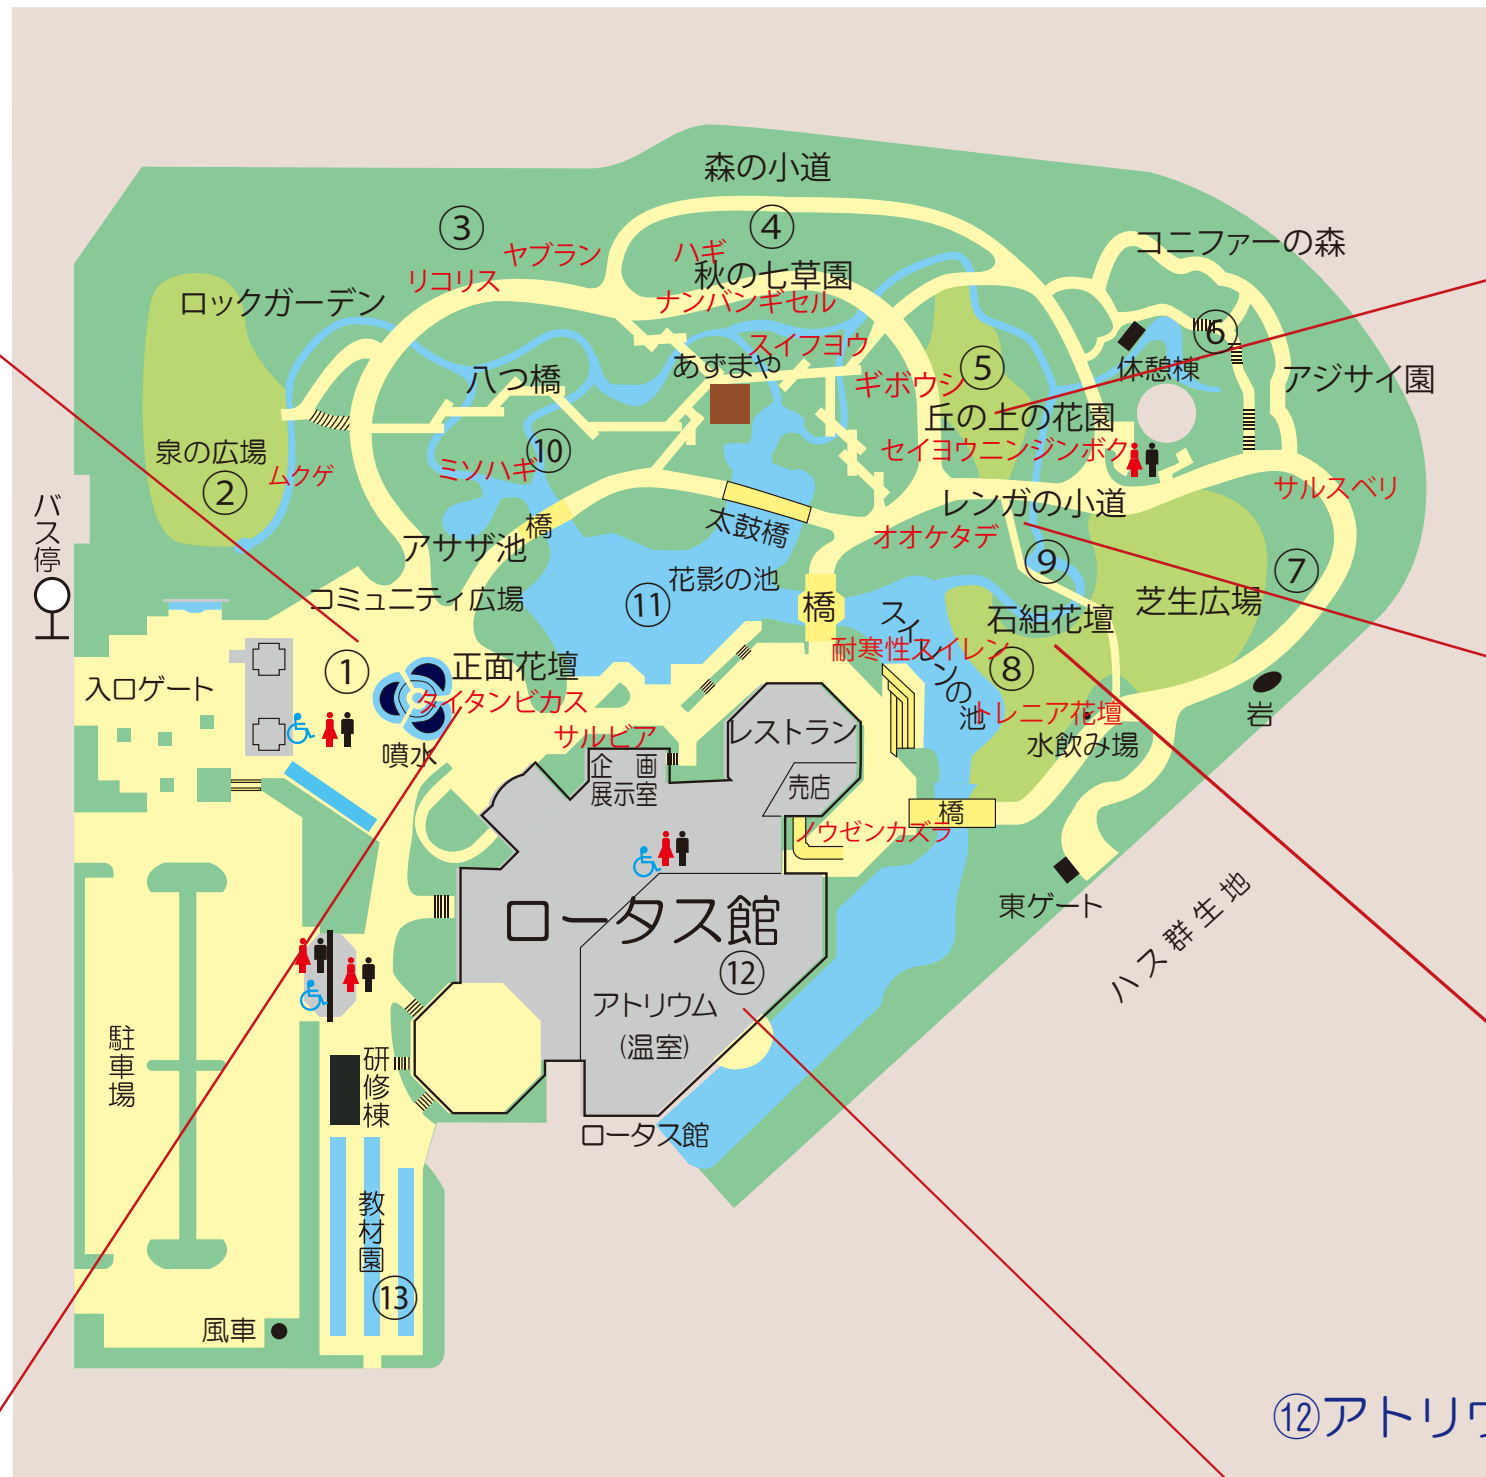 森の小道
③
④
ヤブラン
ハギ
コニファーの森
リコリス
秋の七草園
ロックガーデン
ナンバンギセル
スイフヨウ
⑥
あずまや
八つ橋
ギボウシ
⑤
休憩棟
アジサイ園
丘の上の花園
泉の広場
②
ムクゲ
ミソハギ
⑩
セイヨウニンジンボク
サルスベリ
バス停
レンガの小道
橋
太鼓橋
オオケタデ
アサザ池
⑨
⑦
花影の池
コミュニティ広場
⑪
橋
スイレンの池
石組花壇
芝生広場
耐寒性スイレン
⑧
入口ゲート
①
正面花壇
タイタンビカス
トレニア花壇
岩
噴水
サルビア
レストラン
水飲み場
企画
展示室
売店
ノウゼンカズラ
橋
東ゲート
ハス群生地
ロータス館
⑫
アトリウム
(温室)
駐車場
研修棟
ロータス館
教材園
⑬
風車
⑫アトリウ